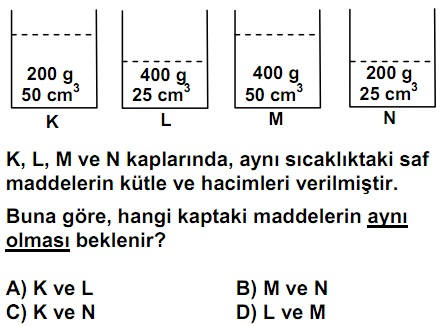 200 g 400 g 400 g 200 g
50 cm³ 25 cm³ 50 cm³ 25 cm³
K L M N
K, L, M ve N kaplarında, aynı sıcaklıktaki saf
maddelerin kütle ve hacimleri verilmiştir.
Buna göre, hangi kaptaki maddelerin aynı
olması beklenir?
A) K ve L B) M ve N
C) K ve N D) L ve M